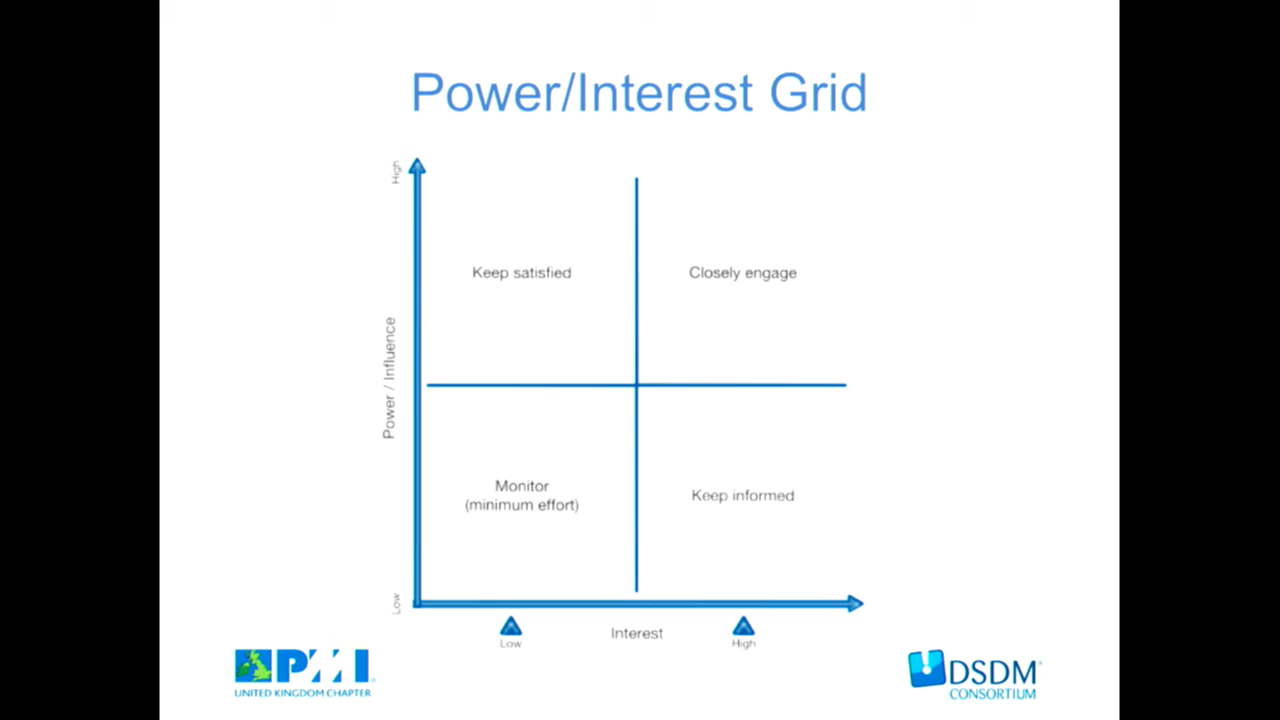 Power/Interest Grid
High
Keep satisfied
Closely engage
Power / Influence
Monitor
(minimum effort)
Keep informed
Low
Interest
Low
High
PMI
UNITED KINGDOM CHAPTER
DSDM
CONSORTIUM